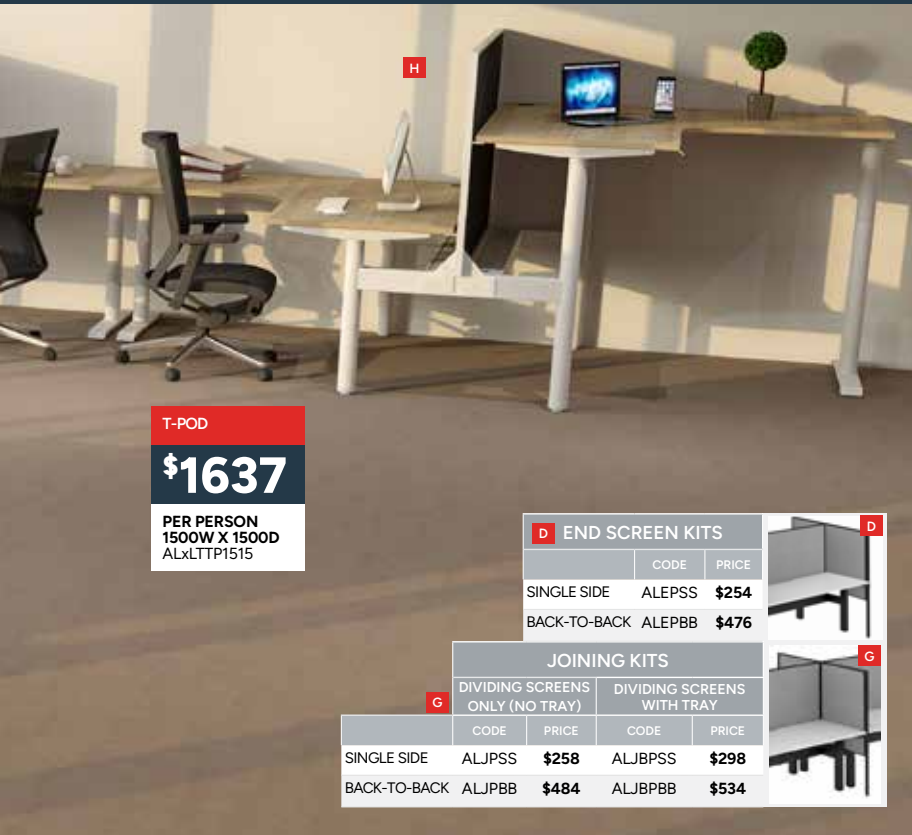 H
T-POD
$1637
PER PERSON
1500W X 1500D
ALxLTTP1515
D END SCREEN KITS
D
CODE PRICE
SINGLE SIDE ALEPSS $254
BACK-TO-BACK ALEPBB $476
JOINING KITS
G
DIVIDING SCREENS ONLY (NO TRAY)
DIVIDING SCREENS WITH TRAY
G
CODE PRICE CODE PRICE
SINGLE SIDE ALJPSS $258 ALJBPSS $298
BACK-TO-BACK ALJPBB $484 ALJBPBB $534